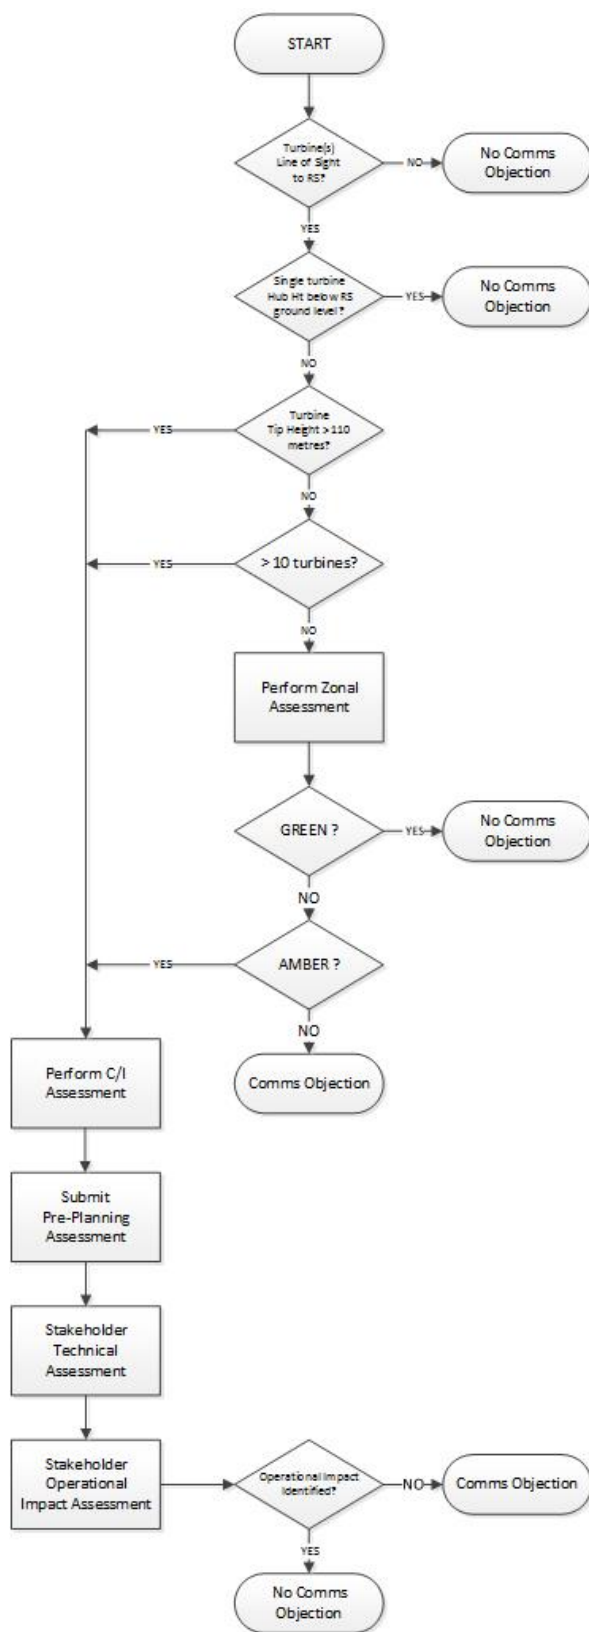 START
Turbine(s)
Line of Sight
to RS?
NO
No Comms
Objection
YES
Single turbine
Hub Ht below RS
ground level ?
YES
No Comms
Objection
NO
Turbine
Tip Height > 110
metres?
YES
NO
> 10 turbines?
YES
NO
Perform Zonal
Assessment
GREEN ?
YES
No Comms
Objection
NO
AMBER ?
YES
NO
Comms Objection
Perform C/I
Assessment
Submit
Pre-Planning
Assessment
Stakeholder
Technical
Assessment
Stakeholder
Operational
Impact Assessment
Operational Impact
Identified?
NO
Comms Objection
YES
No Comms
Objection